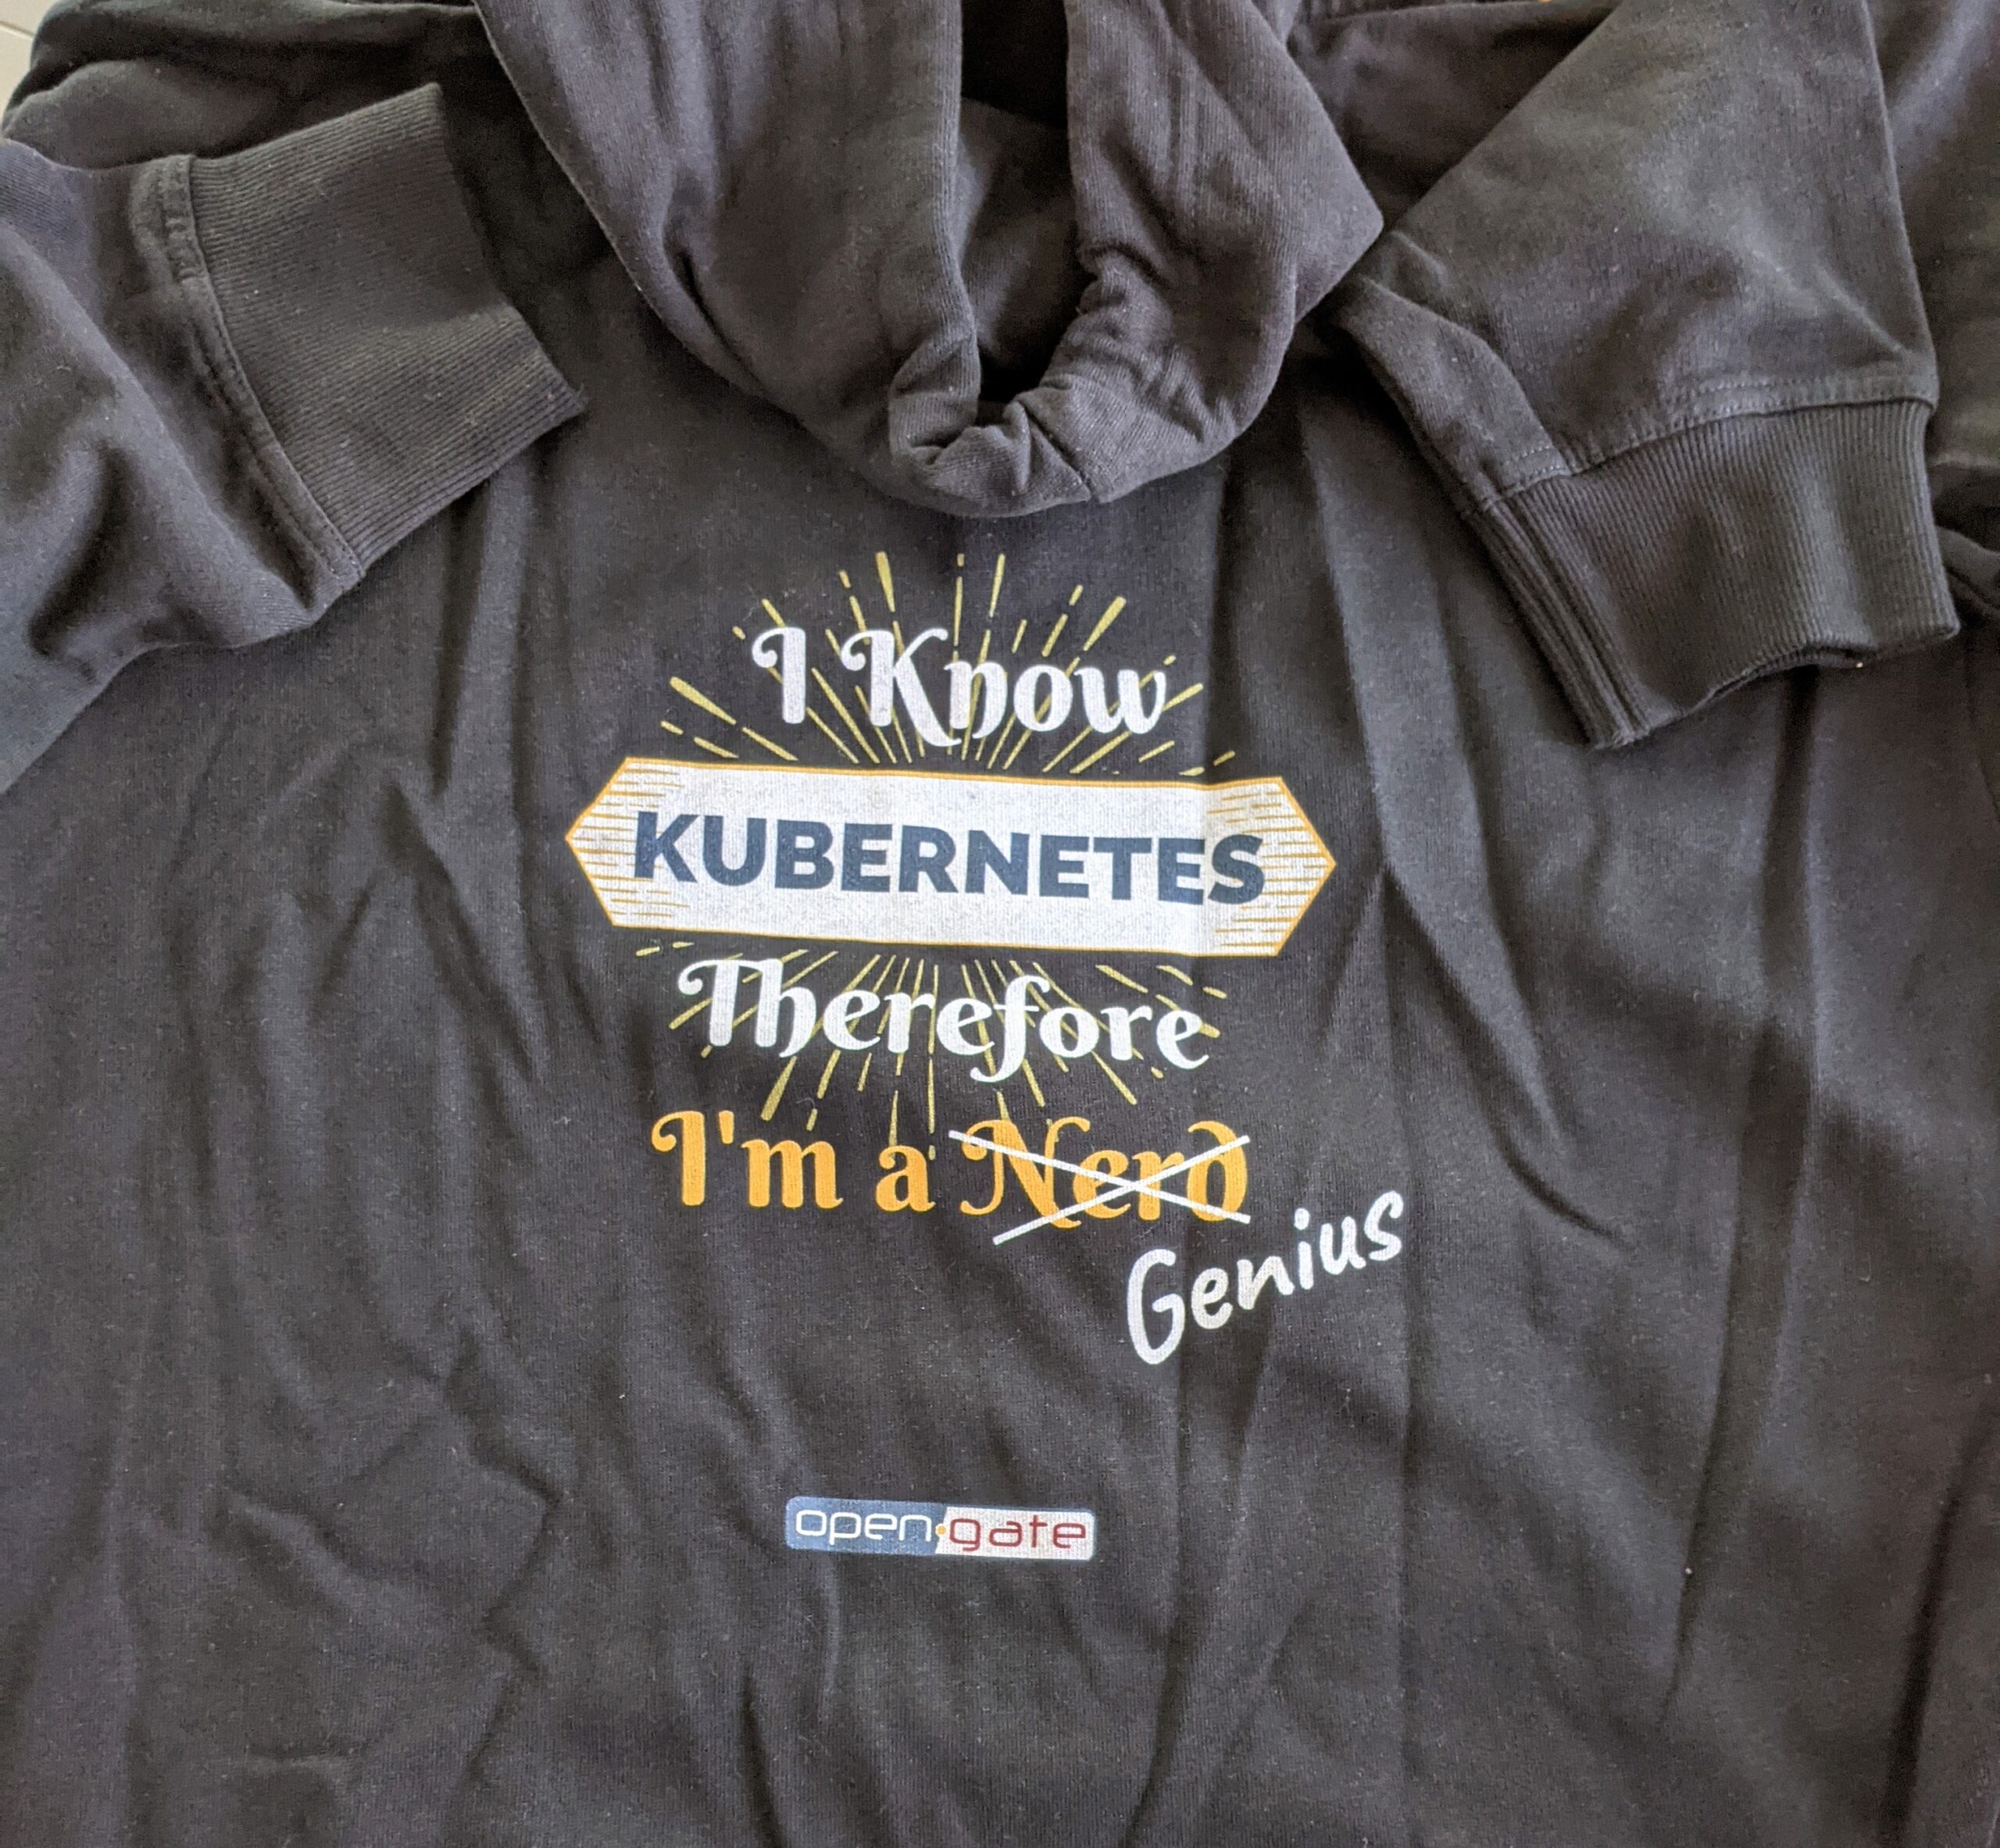 I Know
KUBERNETES
Therefore
I'm a Nerd
Genius
open·gate